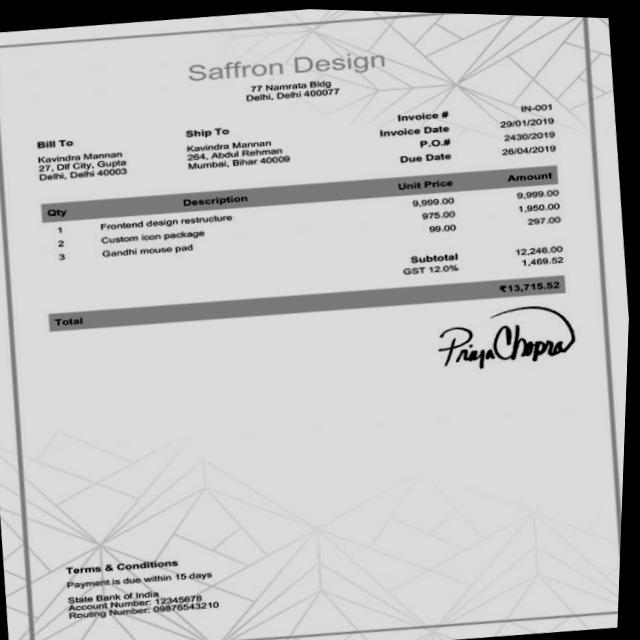 Saffron Design
77 Namrata Bldg
Delhi, Delhi 400077
Bill To
Kavindra Mannan
27, Dlf City, Gupta
Delhi, Delhi 40003
Ship To
Kavindra Mannan
264, Abdul Rehman
Mumbai, Bihar 40009
Invoice # IN-001
Invoice Date 29/01/2019
P.O.# 2430/2019
Due Date 26/04/2019
Qty Description Unit Price Amount
1 Frontend design restructure 9,999.00 9,999.00
2 Custom icon package 975.00 1,950.00
3 Gandhi mouse pad 99.00 297.00
Subtotal 12,246.00
GST 12.0% 1,469.52
Total ₹13,715.52
Priya Chopra
Terms & Conditions
Payment is due within 15 days
State Bank of India
Account Number: 12345678
Routing Number: 09876543210